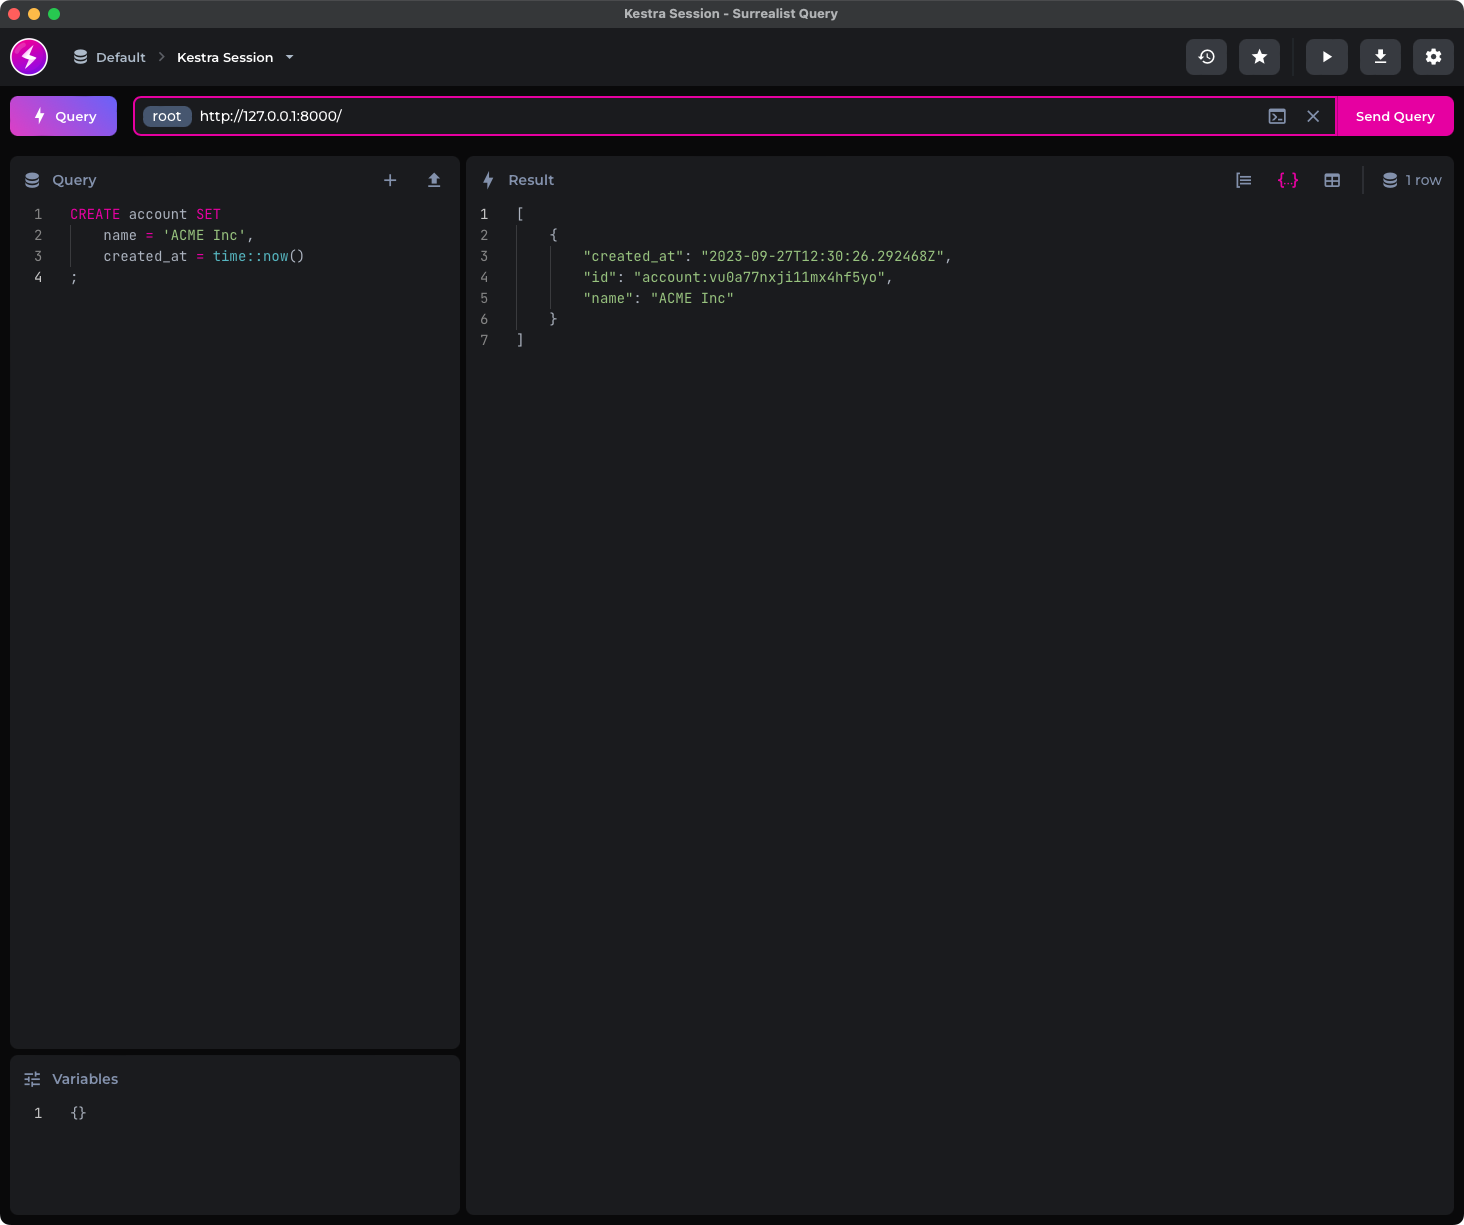 Kestra Session - Surrealist Query
Default Kestra Session
Query root http://127.0.0.1:8000/ Send Query
Query
1 CREATE account SET
2 name = 'ACME Inc',
3 created_at = time::now()
4 ;
Result {...} 1 row
1 [
2 {
3 "created_at": "2023-09-27T12:30:26.292468Z",
4 "id": "account:vu0a77nxji11mx4hf5yo",
5 "name": "ACME Inc"
6 }
7 ]
Variables
1 {}